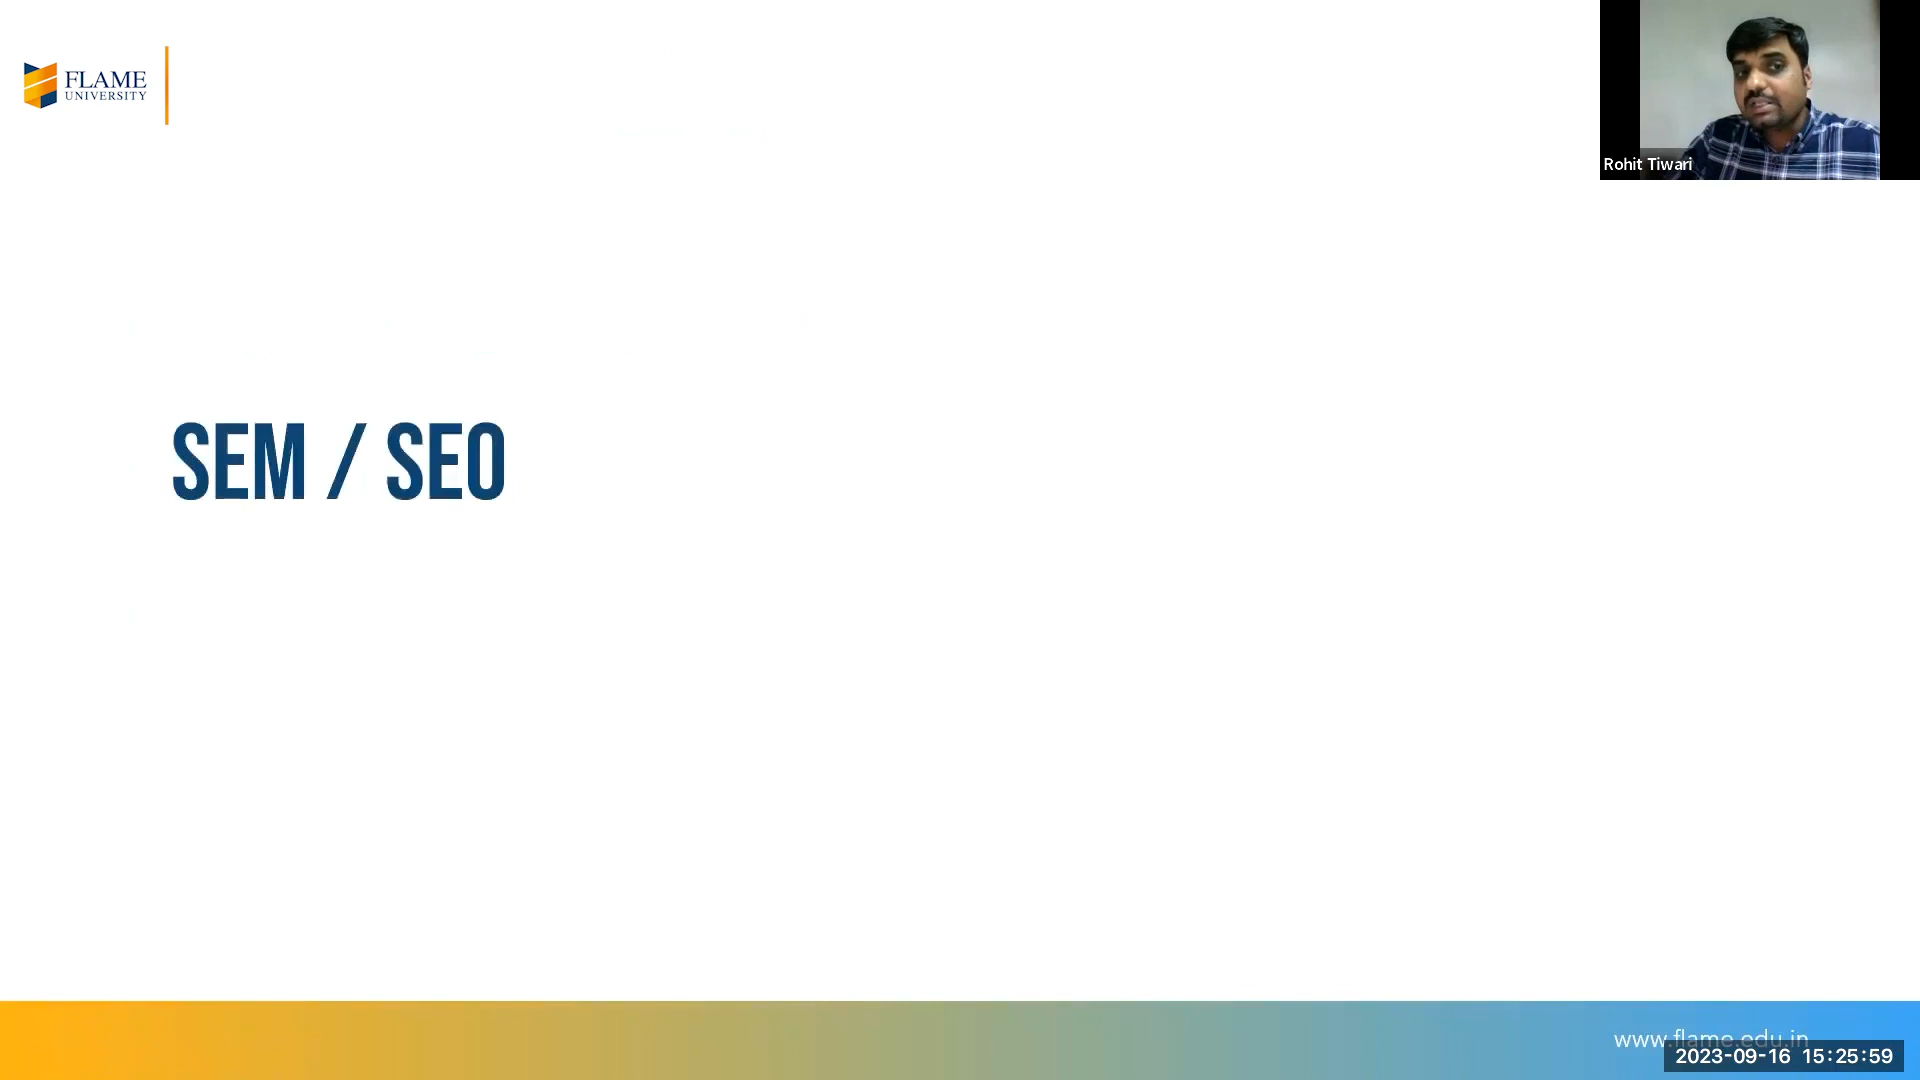 FLAME
UNIVERSITY
Rohit Tiwari
SEM / SEO
www.flame.edu.in
2023-09-16 15:25:59